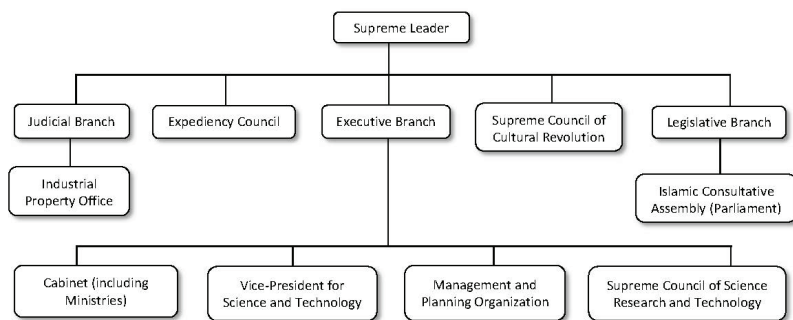 Supreme Leader
Judicial Branch
Expediency Council
Executive Branch
Supreme Council of
Cultural Revolution
Legislative Branch
Industrial
Property Office
Islamic Consultative
Assembly (Parliament)
Cabinet (including
Ministries)
Vice-President for
Science and Technology
Management and
Planning Organization
Supreme Council of Science
Research and Technology